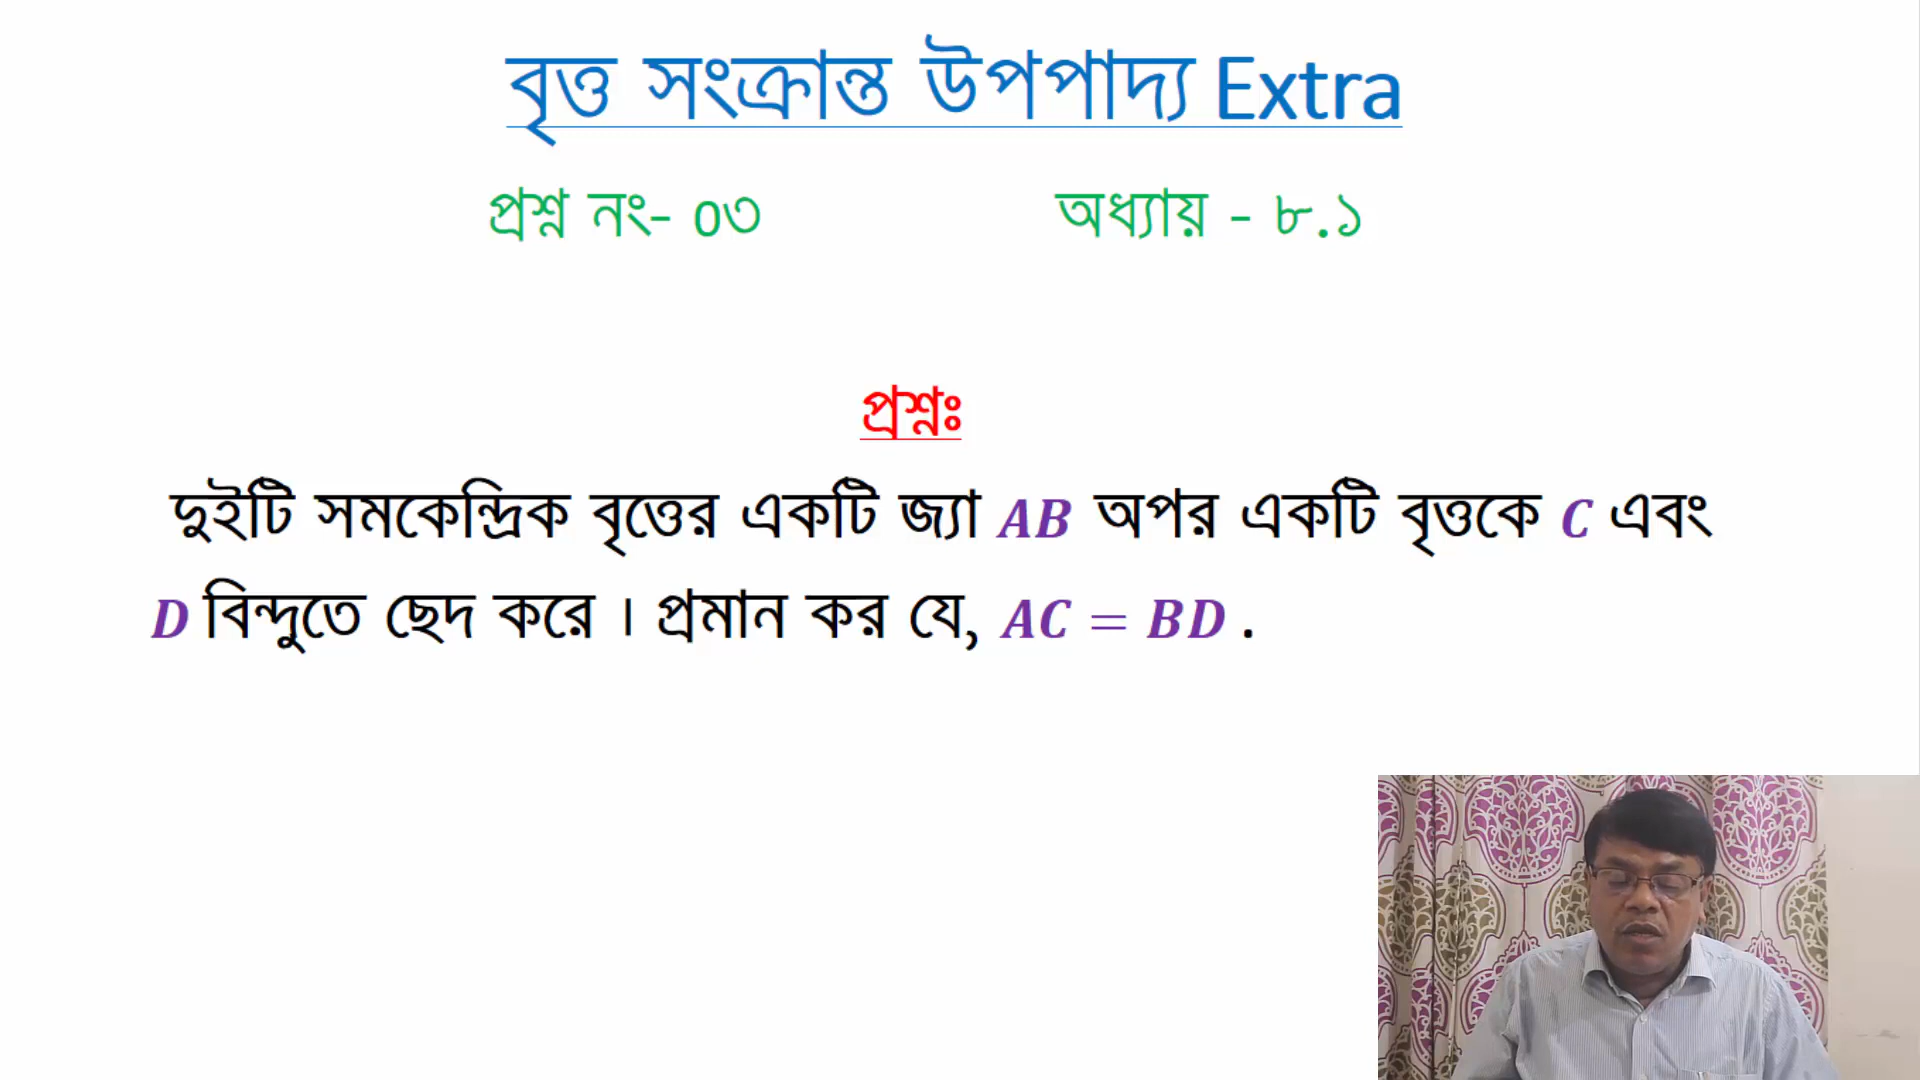 বৃত্ত সংক্রান্ত উপপাদ্য Extra
প্রশ্ন নং- ০৩ অধ্যায় - ৮.১
প্রশ্নঃ
দুইটি সমকেন্দ্রিক বৃত্তের একটি জ্যা AB অপর একটি বৃত্তকে C এবং
D বিন্দুতে ছেদ করে । প্রমান কর যে, AC = BD .